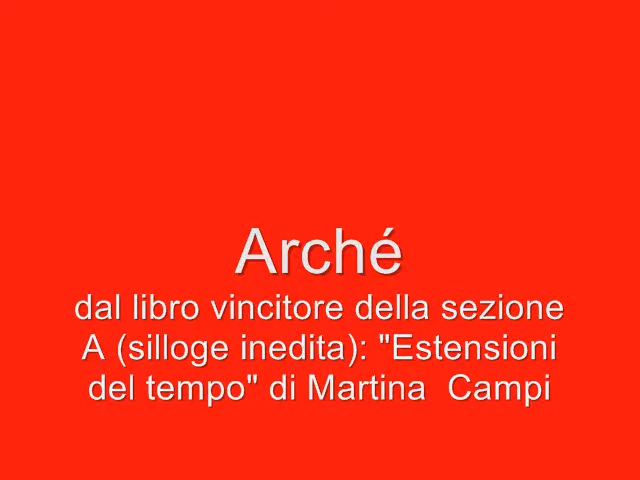 Arché
dal libro vincitore della sezione
A (silloge inedita): "Estensioni
del tempo" di Martina  Campi